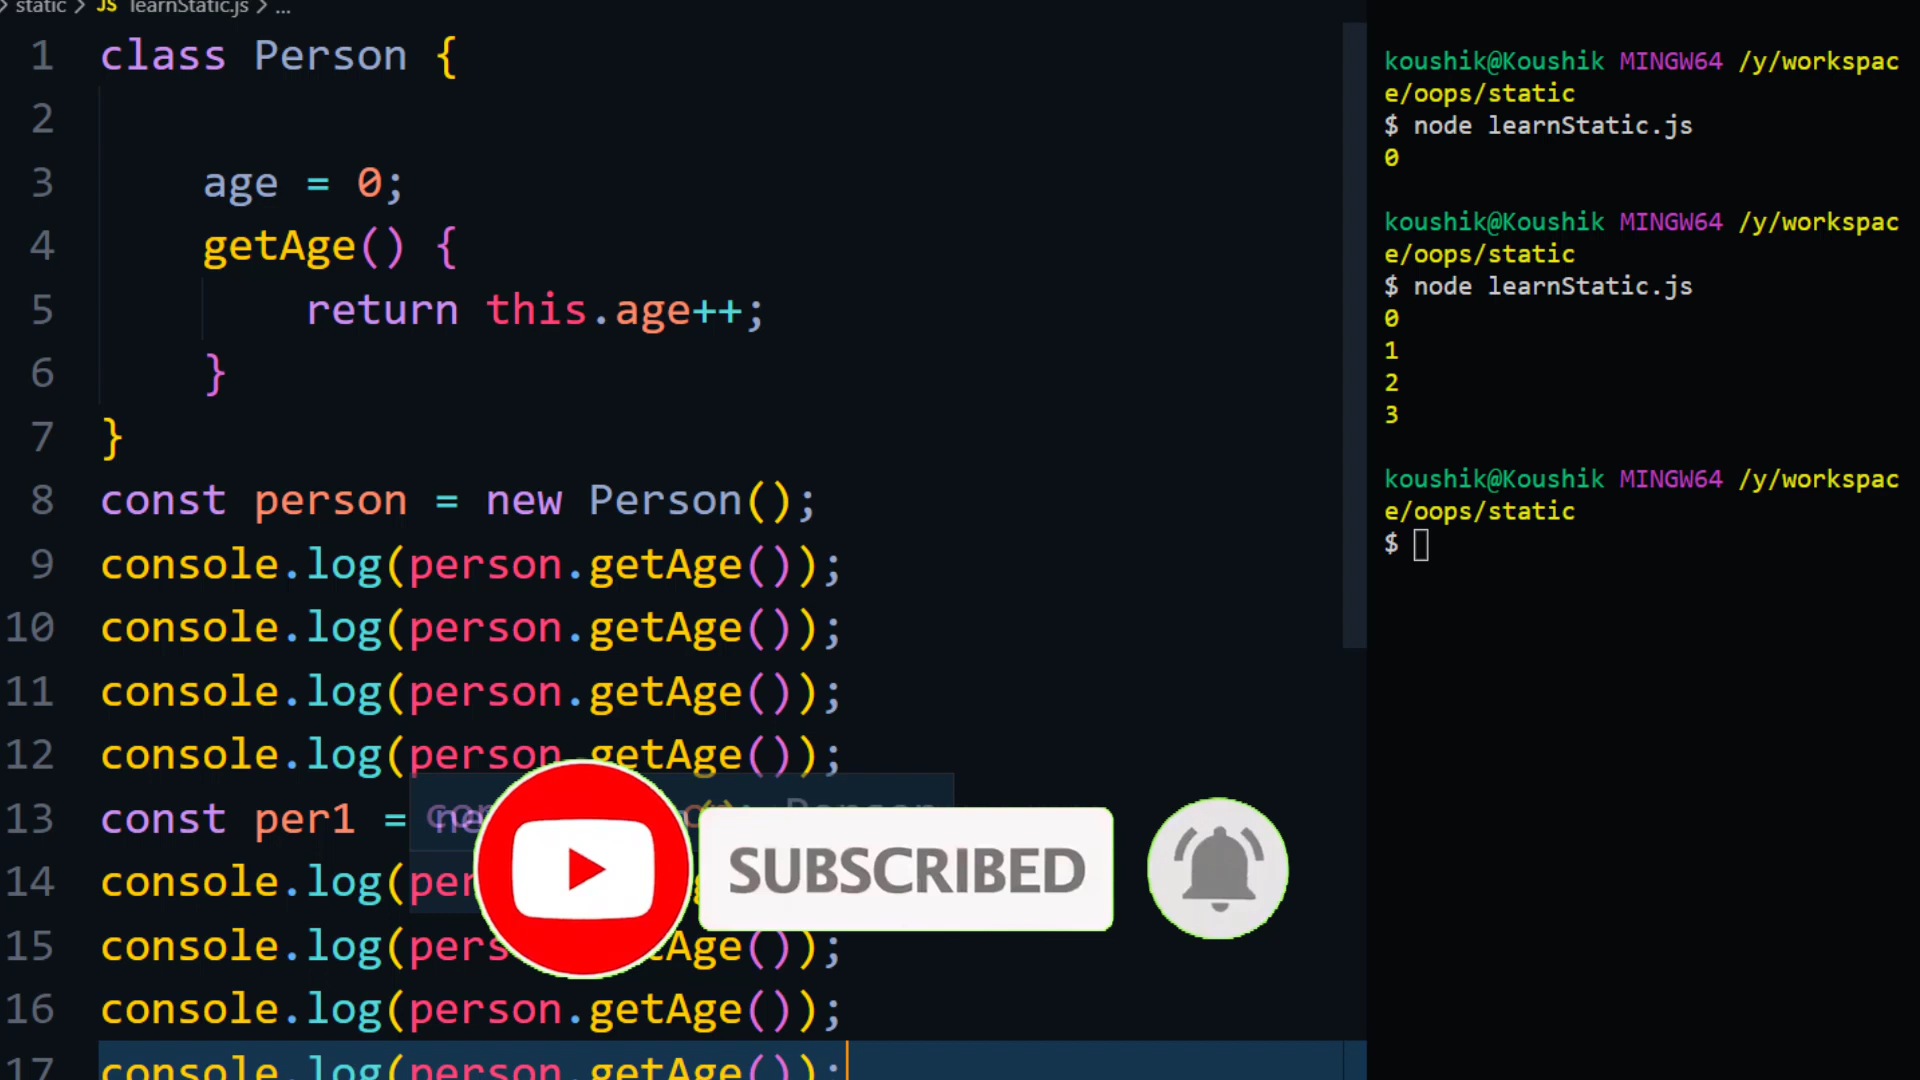 static > JS learnStatic.js > ...
1 class Person {
2
3 age = 0;
4 getAge() {
5 return this.age++;
6 }
7 }
8 const person = new Person();
9 console.log(person.getAge());
10 console.log(person.getAge());
11 console.log(person.getAge());
12 console.log(person.getAge());
13 const per1 =
14 console.log(
15 console.log(
16 console.log(person.getAge());
17 console.log(person.getAge());
SUBSCRIBED
koushik@Koushik MINGW64 /y/workspac
e/oops/static
$ node learnStatic.js
0
koushik@Koushik MINGW64 /y/workspac
e/oops/static
$ node learnStatic.js
0
1
2
3
koushik@Koushik MINGW64 /y/workspac
e/oops/static
$